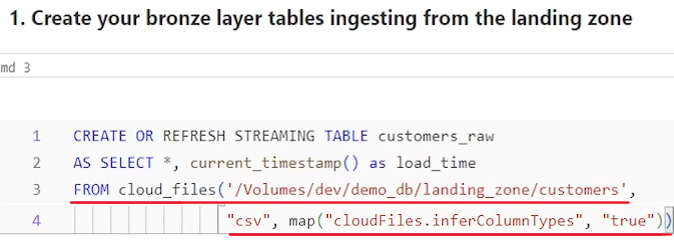 1. Create your bronze layer tables ingesting from the landing zone
md 3
1 CREATE OR REFRESH STREAMING TABLE customers_raw
2 AS SELECT *, current_timestamp() as load_time
3 FROM cloud_files('/Volumes/dev/demo_db/landing_zone/customers',
4 "csv", map("cloudFiles.inferColumnTypes", "true"))